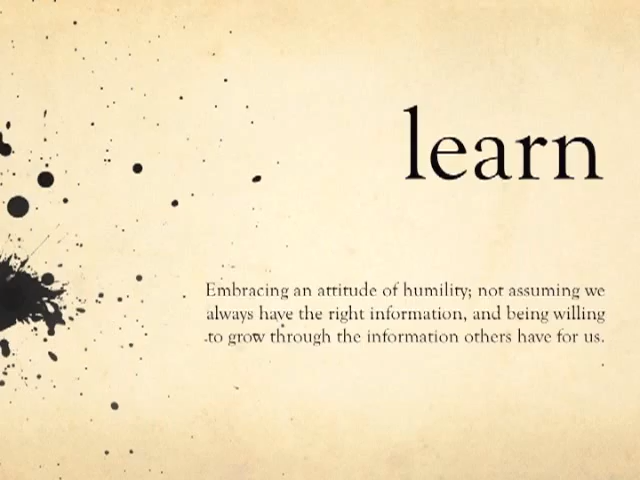 learn
Embracing an attitude of humility; not assuming we
always have the right information, and being willing
to grow through the information others have for us.